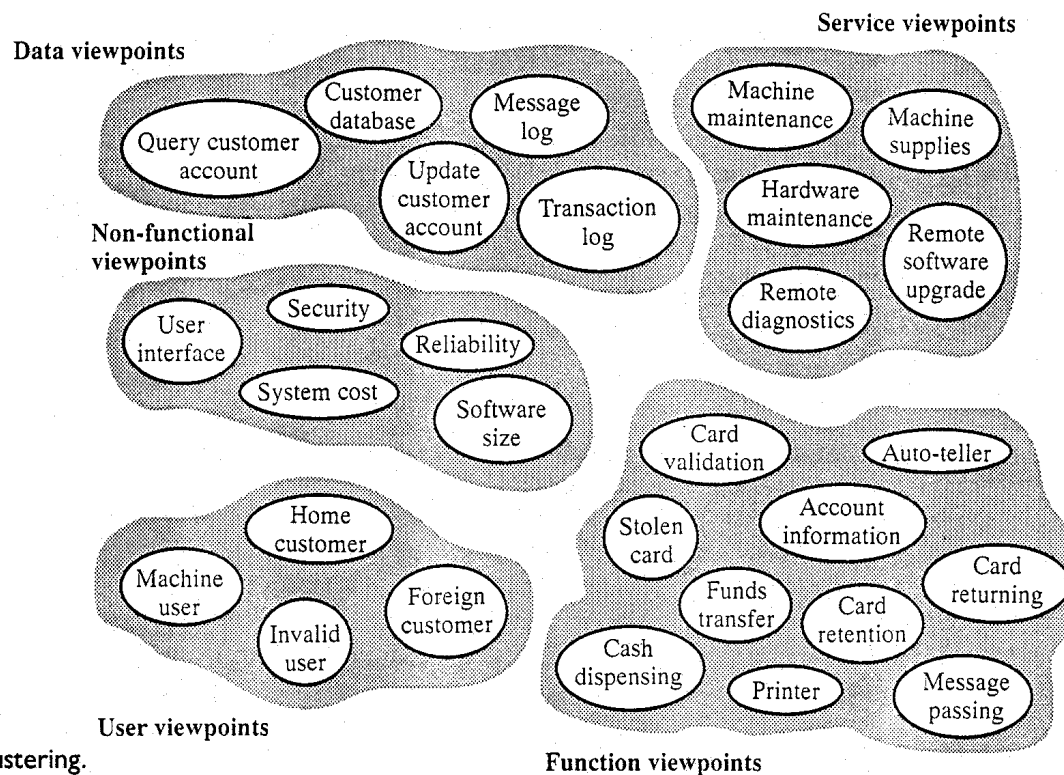 Data viewpoints
Query customer
account
Customer
database
Message
log
Update
customer
account
Transaction
log
Service viewpoints
Machine
maintenance
Machine
supplies
Hardware
maintenance
Remote
software
upgrade
Remote
diagnostics
Non-functional
viewpoints
User
interface
Security
Reliability
System cost
Software
size
Home
customer
Machine
user
Invalid
user
Foreign
customer
User viewpoints
Card
validation
Auto-teller
Stolen
card
Account
information
Card
returning
Funds
transfer
Card
retention
Cash
dispensing
Printer
Message
passing
Function viewpoints
ustering.